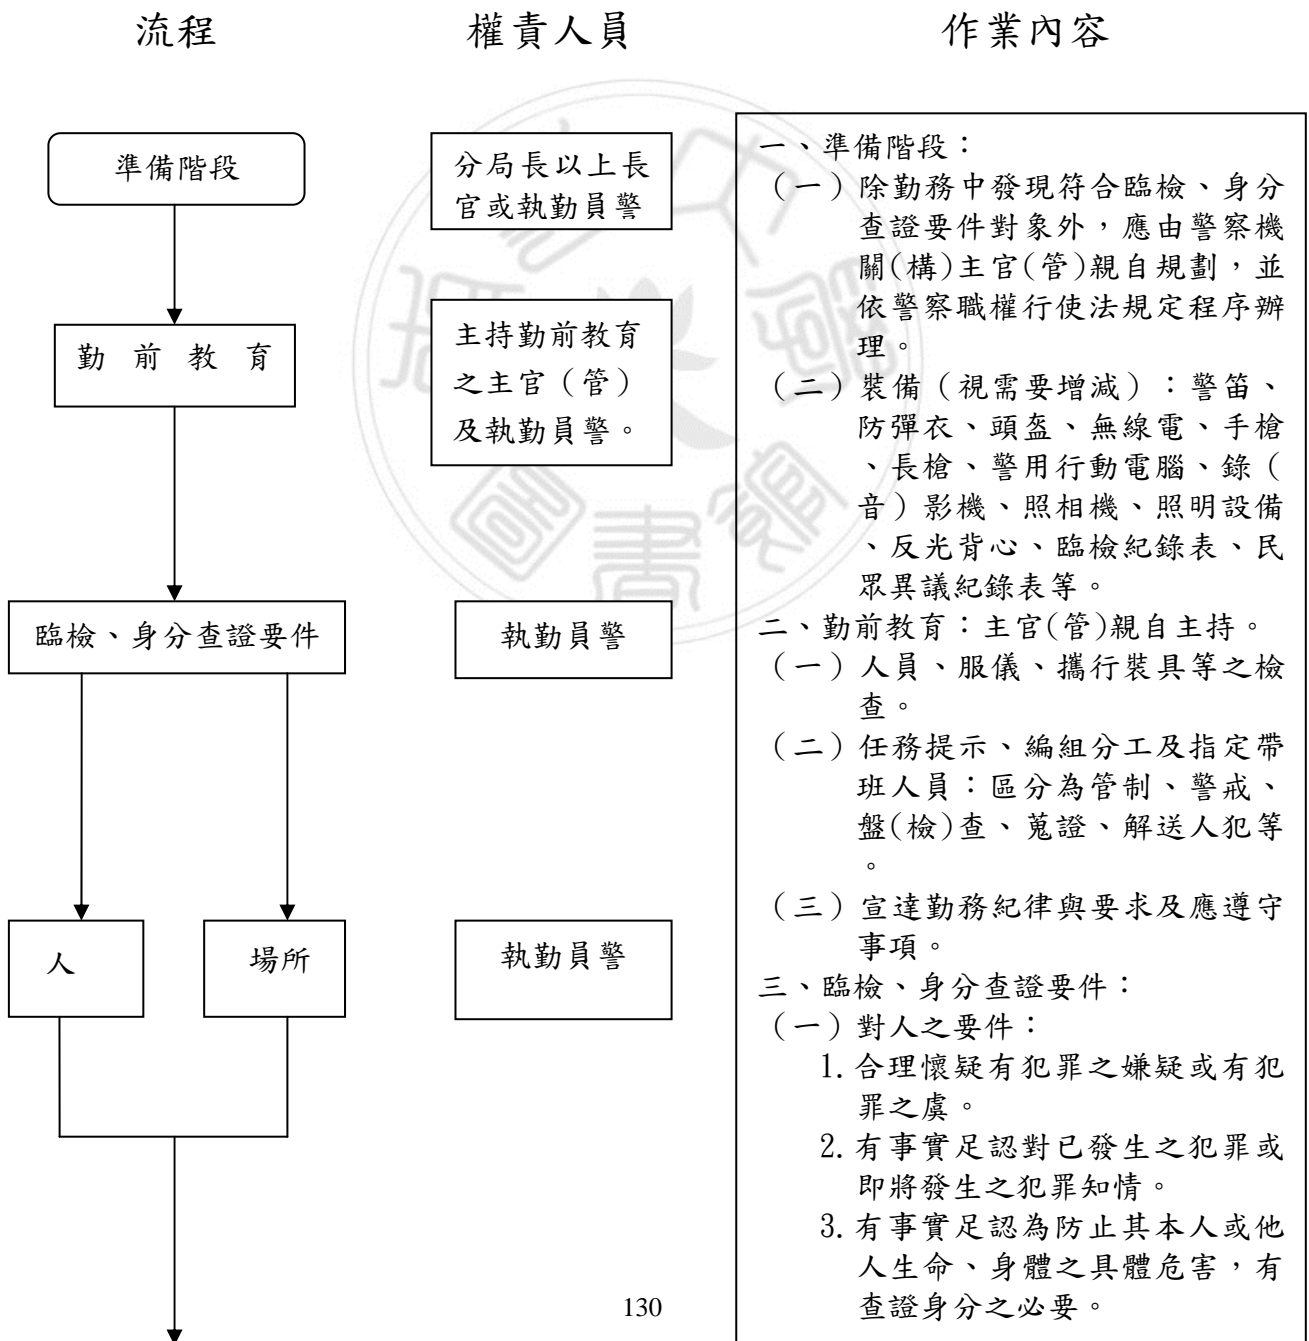 流程
權責人員
作業內容
準備階段
勤 前 教 育
臨檢、身分查證要件
人
場所
分局長以上長
官或執勤員警
主持勤前教育
之主官（管）
及執勤員警。
執勤員警
執勤員警
一、準備階段：
（一）除勤務中發現符合臨檢、身分
查證要件對象外，應由警察機
關(構)主官(管)親自規劃，並
依警察職權行使法規定程序辦
理。
（二）裝備（視需要增減）：警笛、
防彈衣、頭盔、無線電、手槍
、長槍、警用行動電腦、錄（
音）影機、照相機、照明設備
、反光背心、臨檢紀錄表、民
眾異議紀錄表等。
二、勤前教育：主官(管)親自主持。
（一）人員、服儀、攜行裝具等之檢
查。
（二）任務提示、編組分工及指定帶
班人員：區分為管制、警戒、
盤(檢)查、蒐證、解送人犯等
。
（三）宣達勤務紀律與要求及應遵守
事項。
三、臨檢、身分查證要件：
（一）對人之要件：
1.合理懷疑有犯罪之嫌疑或有犯
罪之虞。
2.有事實足認對已發生之犯罪或
即將發生之犯罪知情。
3.有事實足認為防止其本人或他
人生命、身體之具體危害，有
查證身分之必要。
130